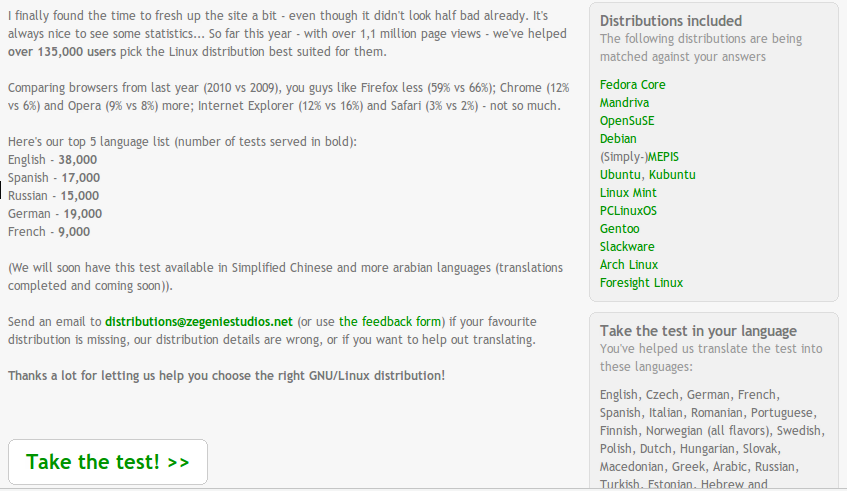 I finally found the time to fresh up the site a bit - even though it didn't look half bad already. It's
always nice to see some statistics... So far this year - with over 1,1 million page views - we've helped
over 135,000 users pick the Linux distribution best suited for them.
Comparing browsers from last year (2010 vs 2009), you guys like Firefox less (59% vs 66%); Chrome (12%
vs 6%) and Opera (9% vs 8%) more; Internet Explorer (12% vs 16%) and Safari (3% vs 2%) - not so much.
Here's our top 5 language list (number of tests served in bold):
English - 38,000
Spanish - 17,000
Russian - 15,000
German - 19,000
French - 9,000
(We will soon have this test available in Simplified Chinese and more arabian languages (translations
completed and coming soon)).
Send an email to distributions@zegeniestudios.net (or use the feedback form) if your favourite
distribution is missing, our distribution details are wrong, or if you want to help out translating.
Thanks a lot for letting us help you choose the right GNU/Linux distribution!
Take the test! >>
Distributions included
The following distributions are being
matched against your answers
Fedora Core
Mandriva
OpenSuSE
Debian
(Simply-)MEPIS
Ubuntu, Kubuntu
Linux Mint
PCLinuxOS
Gentoo
Slackware
Arch Linux
Foresight Linux
Take the test in your language
You've helped us translate the test into
these languages:
English, Czech, German, French,
Spanish, Italian, Romanian, Portuguese,
Finnish, Norwegian (all flavors), Swedish,
Polish, Dutch, Hungarian, Slovak,
Macedonian, Greek, Arabic, Russian,
Turkish, Estonian, Hebrew and